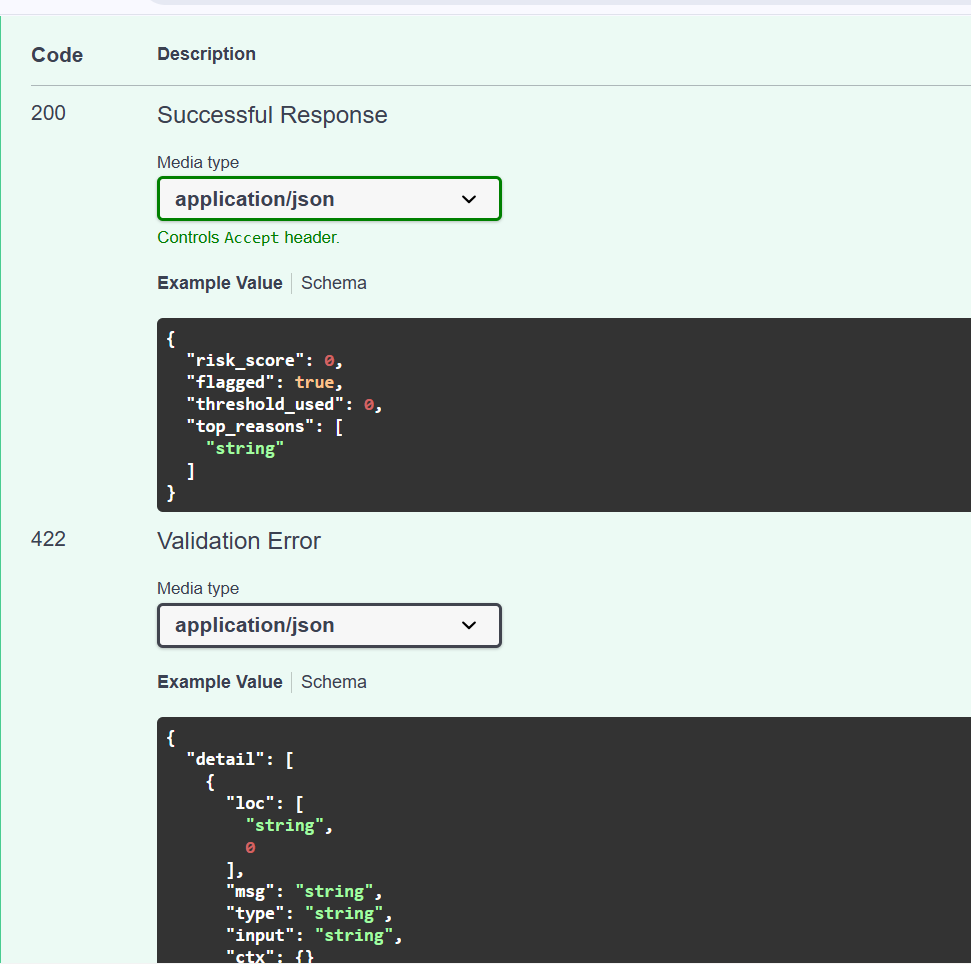 Code Description
200 Successful Response
Media type
application/json
Controls Accept header.
Example Value Schema
{
  "risk_score": 0,
  "flagged": true,
  "threshold_used": 0,
  "top_reasons": [
    "string"
  ]
}
422 Validation Error
Media type
application/json
Example Value Schema
{
  "detail": [
    {
      "loc": [
        "string",
        0
      ],
      "msg": "string",
      "type": "string",
      "input": "string",
      "ctx": {}